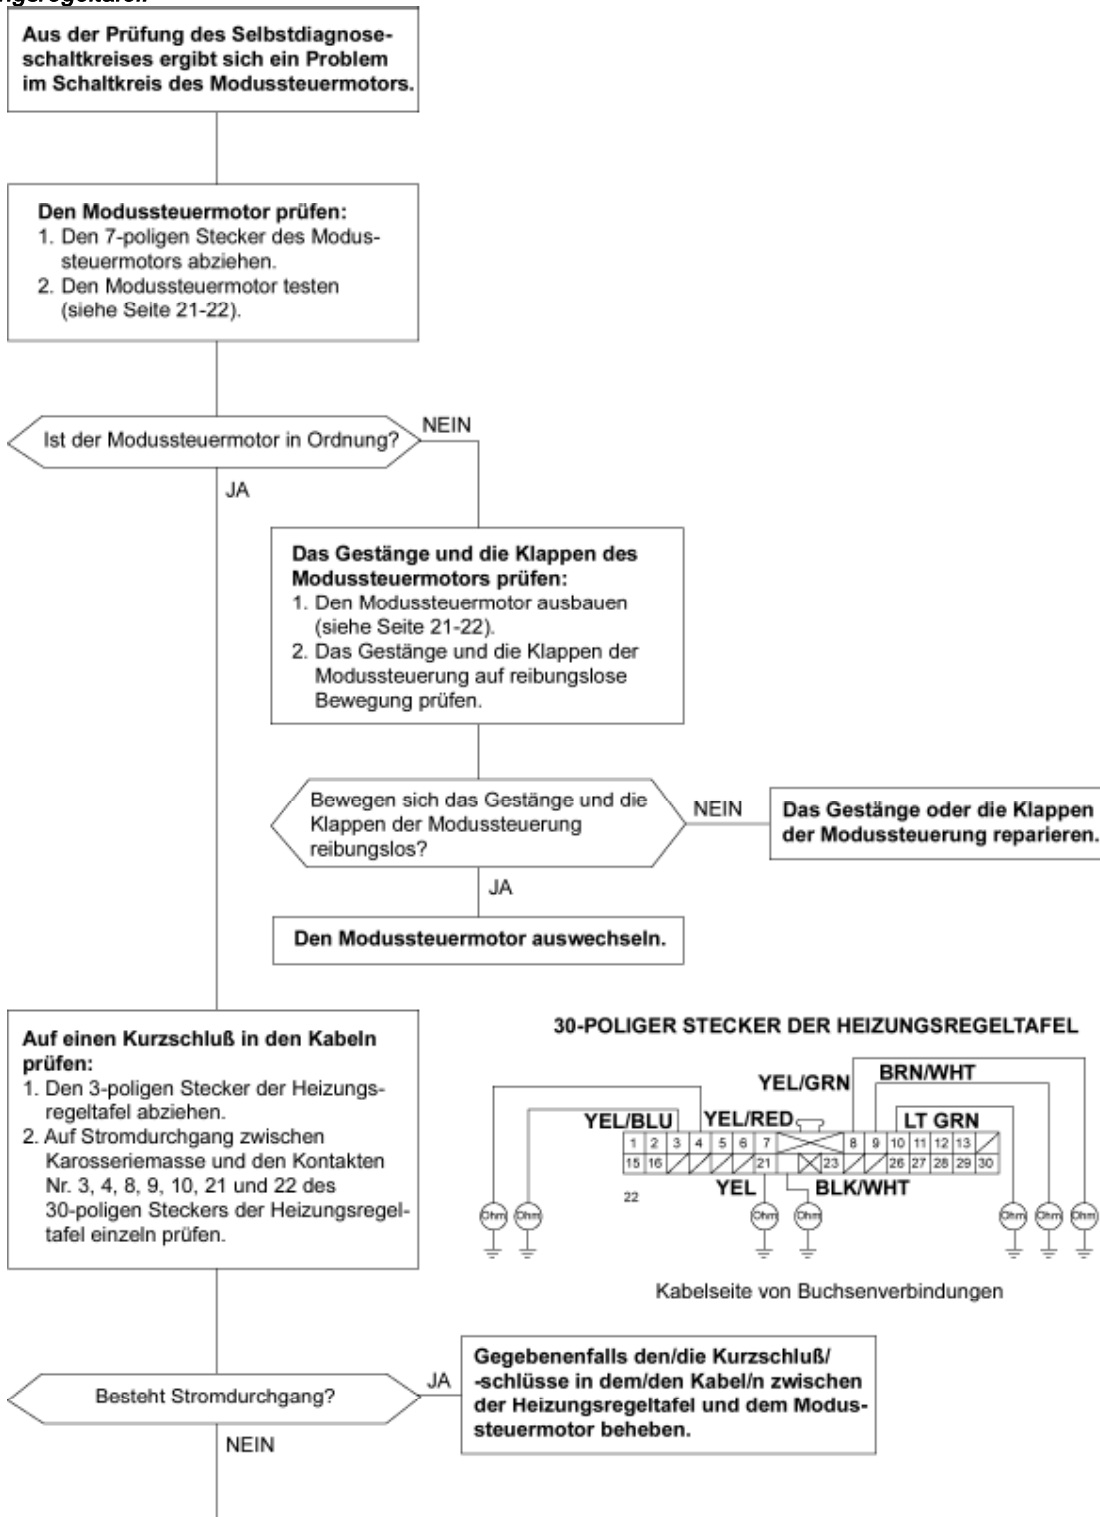 Aus der Prüfung des Selbstdiagnose-
schaltkreises ergibt sich ein Problem
im Schaltkreis des Modussteuermotors.
Den Modussteuermotor prüfen:
1. Den 7-poligen Stecker des Modus-
steuermotors abziehen.
2. Den Modussteuermotor testen
(siehe Seite 21-22).
Ist der Modussteuermotor in Ordnung?
NEIN
JA
Das Gestänge und die Klappen des
Modussteuermotors prüfen:
1. Den Modussteuermotor ausbauen
(siehe Seite 21-22).
2. Das Gestänge und die Klappen der
Modussteuerung auf reibungslose
Bewegung prüfen.
Bewegen sich das Gestänge und die
Klappen der Modussteuerung
reibungslos?
NEIN
Das Gestänge oder die Klappen
der Modussteuerung reparieren.
JA
Den Modussteuermotor auswechseln.
Auf einen Kurzschluß in den Kabeln
prüfen:
1. Den 3-poligen Stecker der Heizungs-
regeltafel abziehen.
2. Auf Stromdurchgang zwischen
Karosseriemasse und den Kontakten
Nr. 3, 4, 8, 9, 10, 21 und 22 des
30-poligen Steckers der Heizungsregel-
tafel einzeln prüfen.
30-POLIGER STECKER DER HEIZUNGSREGELTAFEL
YEL/GRN BRN/WHT
YEL/BLU YEL/RED LT GRN
1 2 3 4 5 6 7 8 9 10 11 12 13
15 16 21 23 26 27 28 29 30
YEL BLK/WHT
22
Ohm Ohm Ohm Ohm Ohm Ohm Ohm
Kabelseite von Buchsenverbindungen
Besteht Stromdurchgang?
JA
Gegebenenfalls den/die Kurzschluß/
-schlüsse in dem/den Kabel/n zwischen
der Heizungsregeltafel und dem Modus-
steuermotor beheben.
NEIN